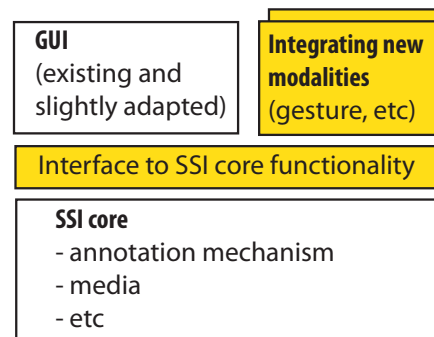 GUI
(existing and
slightly adapted)
Integrating new
modalities
(gesture, etc)
Interface to SSI core functionality
SSI core
- annotation mechanism
- media
- etc